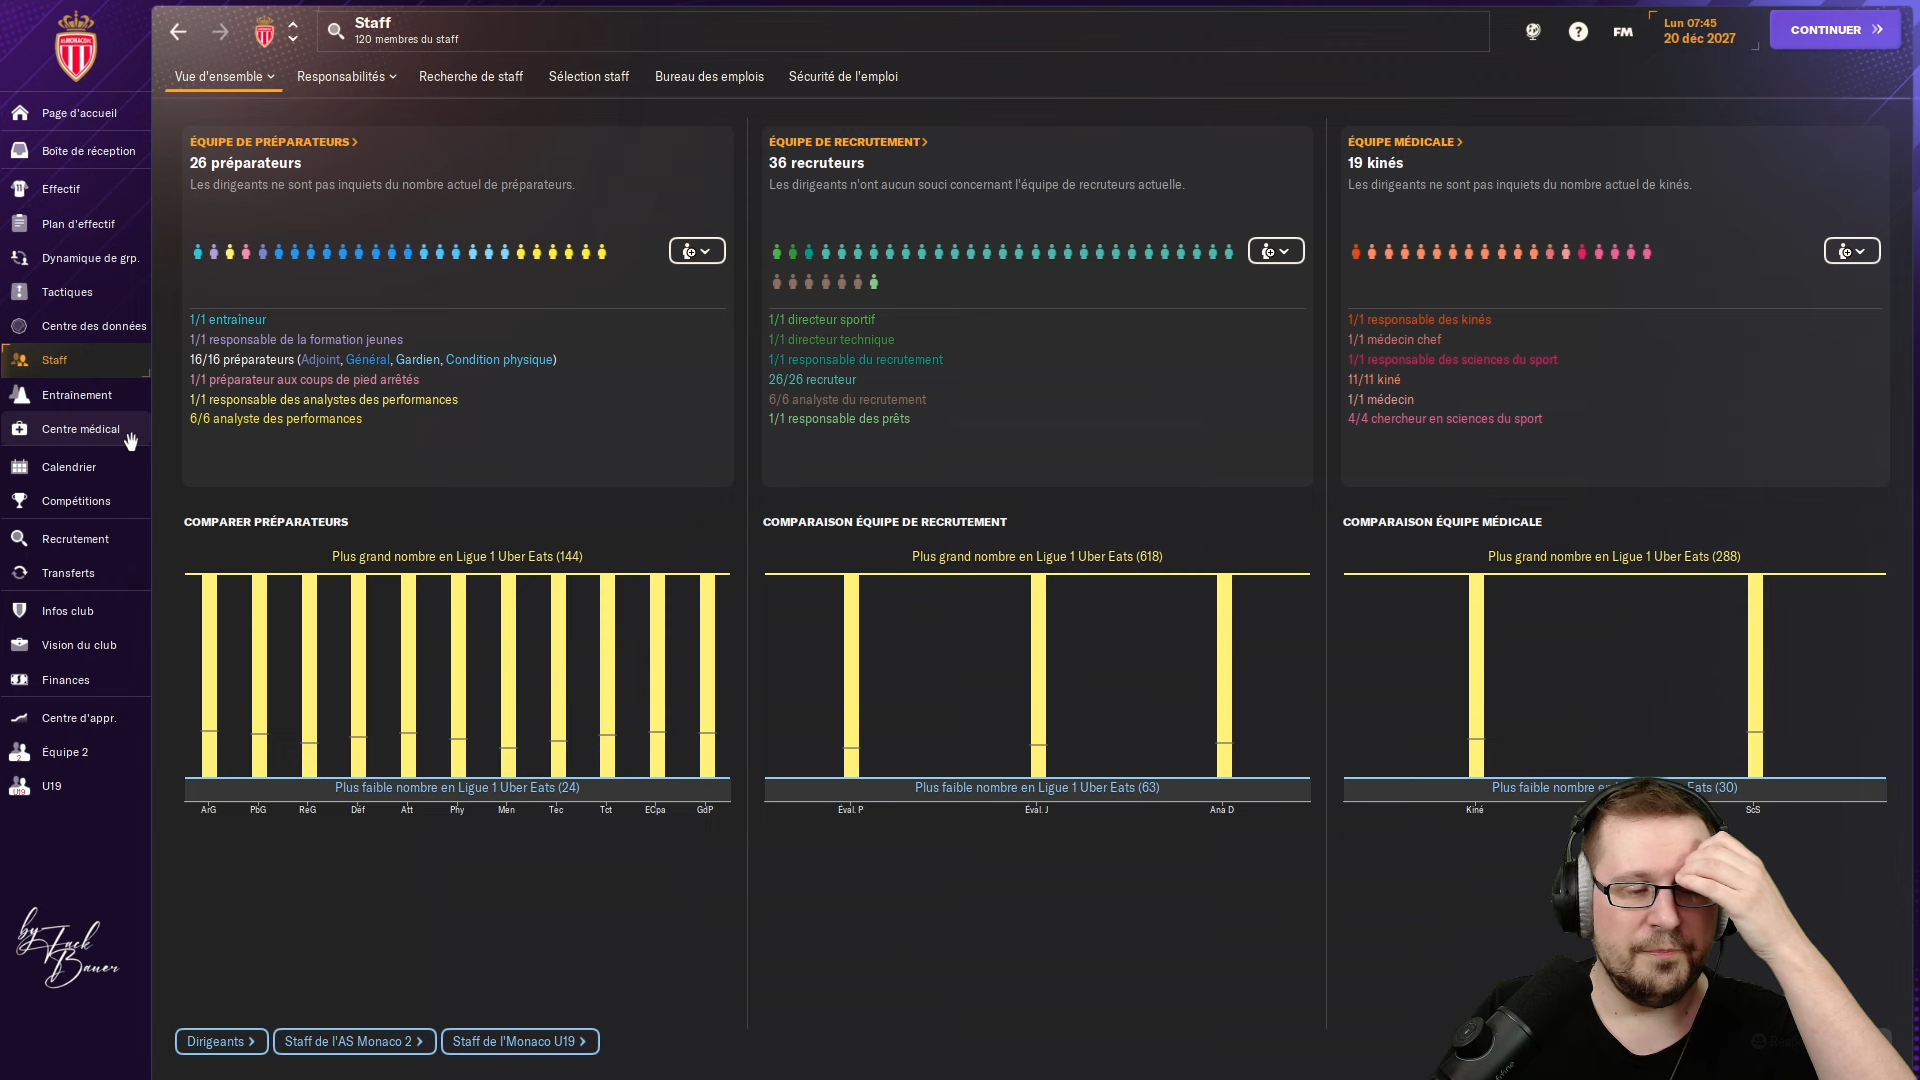 Staff
120 membres du staff
FM
Lun 07:45
20 déc 2027
CONTINUER
Vue d'ensemble
Responsabilités
Recherche de staff
Sélection staff
Bureau des emplois
Sécurité de l'emploi
Page d'accueil
Boîte de réception
Effectif
Plan d'effectif
Dynamique de grp.
Tactiques
Centre des données
Staff
Entraînement
Centre médical
Calendrier
Compétitions
Recrutement
Transferts
Infos club
Vision du club
Finances
Centre d'appr.
2
Équipe 2
U19
U19
by Jack
Bauer
ÉQUIPE DE PRÉPARATEURS >
26 préparateurs
Les dirigeants ne sont pas inquiets du nombre actuel de préparateurs.
1/1 entraîneur
1/1 responsable de la formation jeunes
16/16 préparateurs (Adjoint, Général, Gardien, Condition physique)
1/1 préparateur aux coups de pied arrêtés
1/1 responsable des analystes des performances
6/6 analyste des performances
ÉQUIPE DE RECRUTEMENT >
36 recruteurs
Les dirigeants n'ont aucun souci concernant l'équipe de recruteurs actuelle.
1/1 directeur sportif
1/1 directeur technique
1/1 responsable du recrutement
26/26 recruteur
6/6 analyste du recrutement
1/1 responsable des prêts
ÉQUIPE MÉDICALE >
19 kinés
Les dirigeants ne sont pas inquiets du nombre actuel de kinés.
1/1 responsable des kinés
1/1 médecin chef
1/1 responsable des sciences du sport
11/11 kiné
1/1 médecin
4/4 chercheur en sciences du sport
COMPARER PRÉPARATEURS
Plus grand nombre en Ligue 1 Uber Eats (144)
Plus faible nombre en Ligue 1 Uber Eats (24)
ArG PbG ReG Déf Att Phy Men Tec Tct ECpa GdP
COMPARAISON ÉQUIPE DE RECRUTEMENT
Plus grand nombre en Ligue 1 Uber Eats (618)
Plus faible nombre en Ligue 1 Uber Eats (63)
Éval. P Éval. J Ana D
COMPARAISON ÉQUIPE MÉDICALE
Plus grand nombre en Ligue 1 Uber Eats (288)
Plus faible nombre Eats (30)
Kiné ScS
Dirigeants >
Staff de l'AS Monaco 2 >
Staff de l'Monaco U19 >